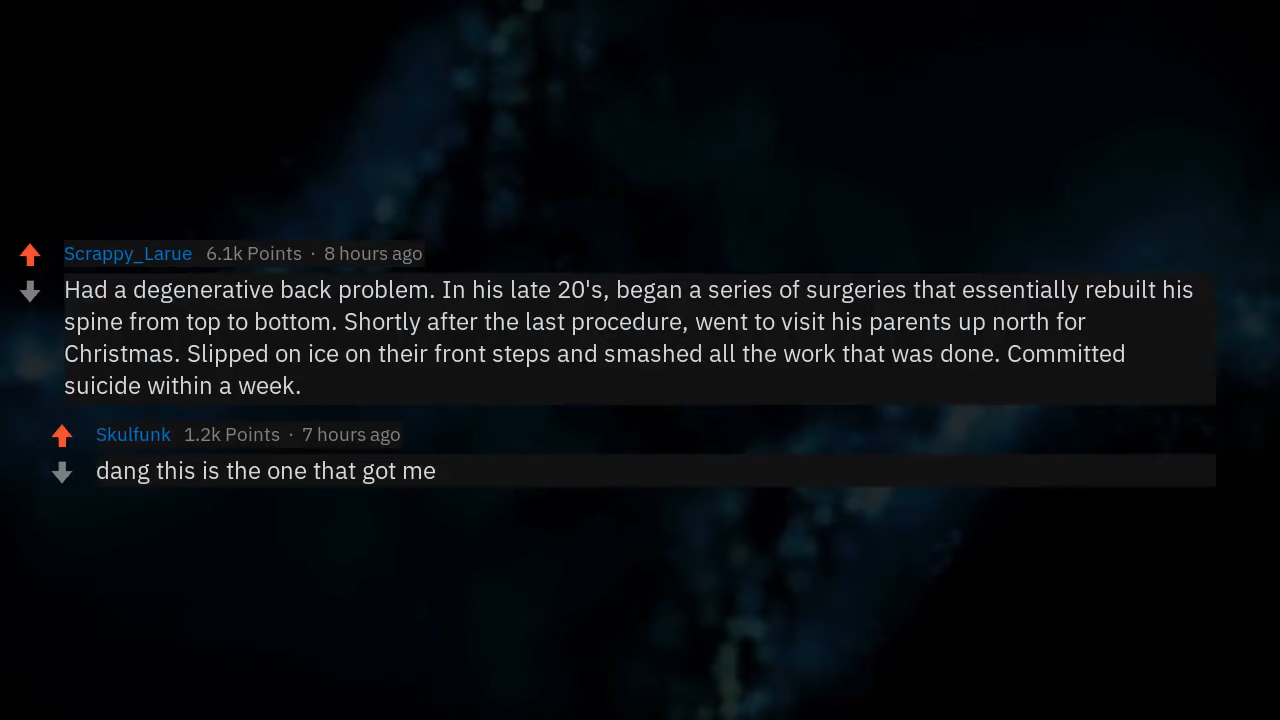 Scrappy_Larue 6.1k Points · 8 hours ago
Had a degenerative back problem. In his late 20's, began a series of surgeries that essentially rebuilt his
spine from top to bottom. Shortly after the last procedure, went to visit his parents up north for
Christmas. Slipped on ice on their front steps and smashed all the work that was done. Committed
suicide within a week.
Skulfunk 1.2k Points · 7 hours ago
dang this is the one that got me